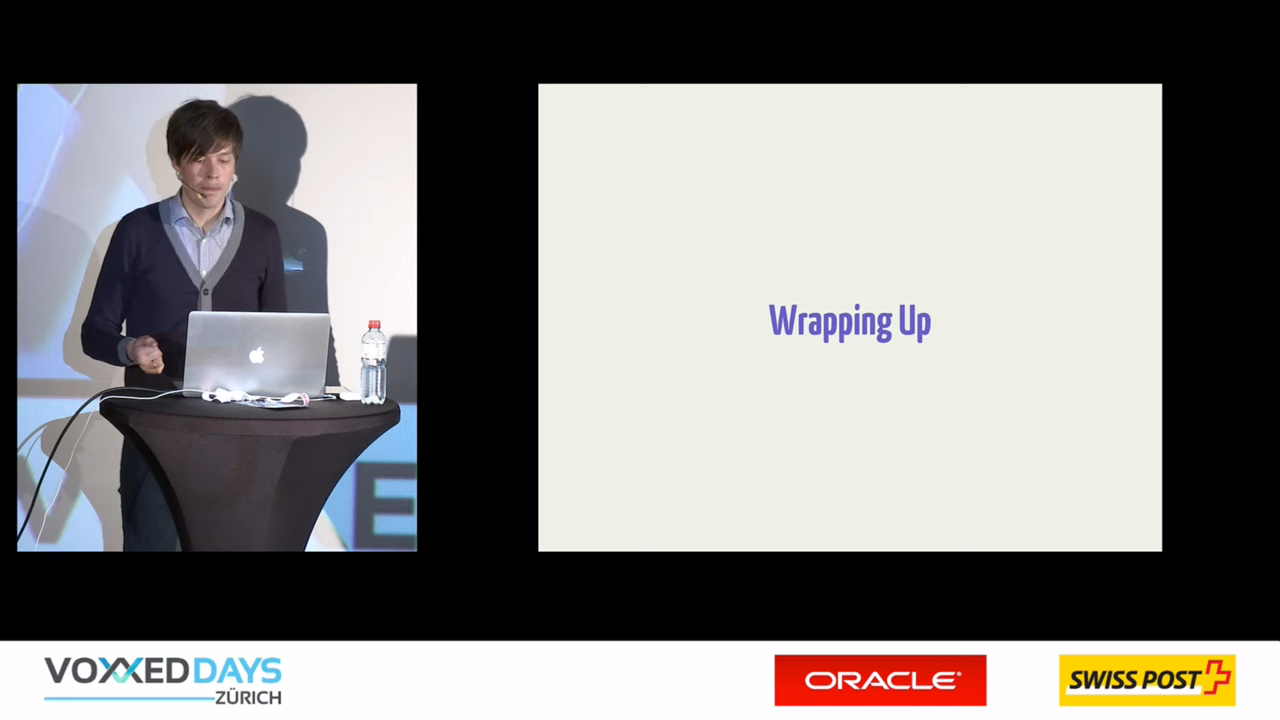 Wrapping Up
VOXXED DAYS
ZÜRICH
ORACLE®
SWISS POST